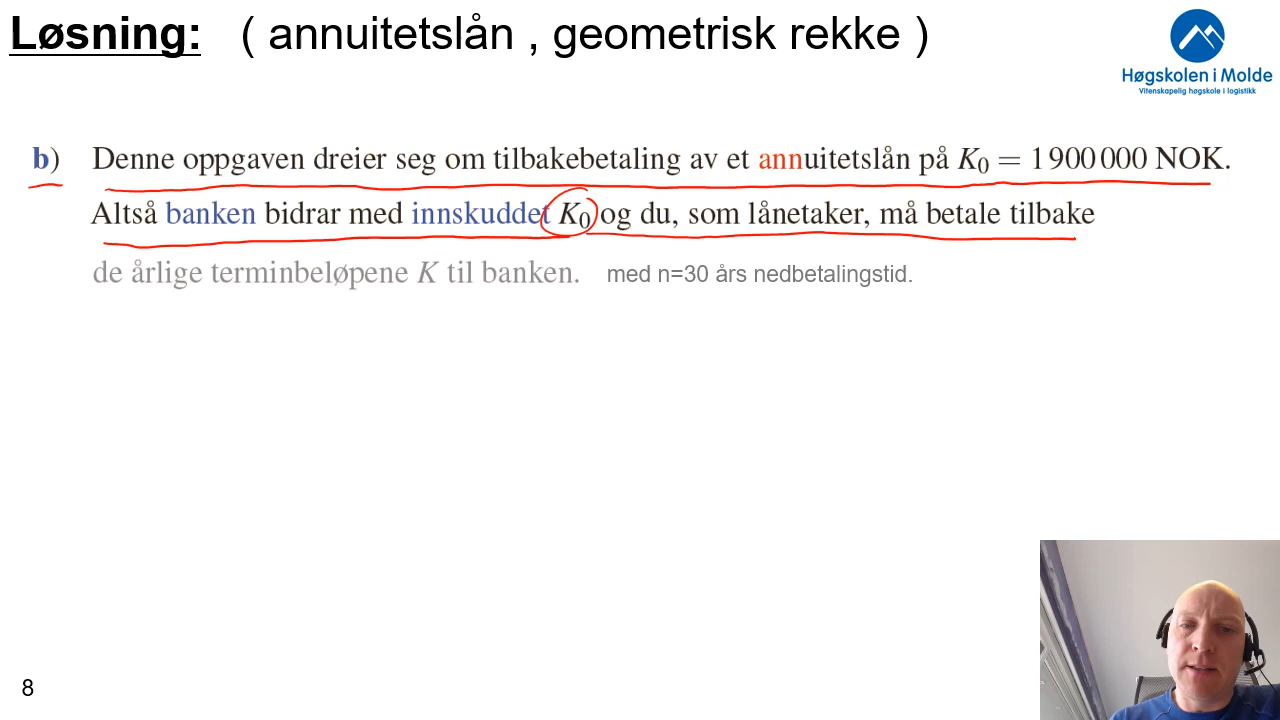 Løsning: ( annuitetslån , geometrisk rekke )
Høgskolen i Molde
Vitenskapelig høgskole i logistikk
b) Denne oppgaven dreier seg om tilbakebetaling av et annuitetslån på K₀ = 1 900 000 NOK.
Altså banken bidrar med innskuddet K₀ og du, som lånetaker, må betale tilbake
de årlige terminbeløpene K til banken. med n=30 års nedbetalingstid.
8